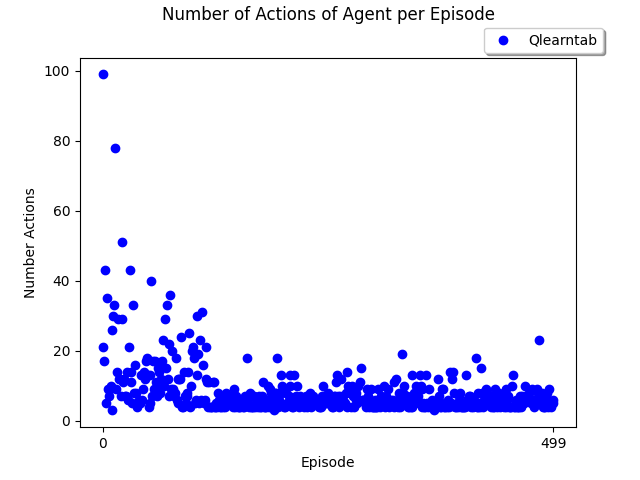 Number of Actions of Agent per Episode
Qlearntab
100
80
60
40
20
0
Number Actions
0
499
Episode